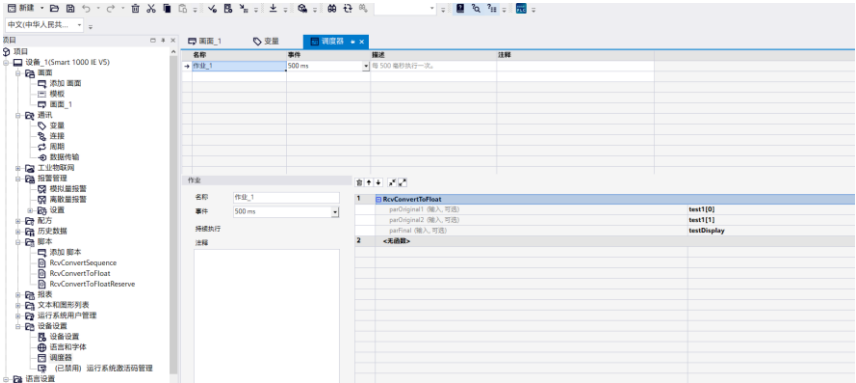 新建
中文(中华人民共...
项目
画面_1
变量
调度器
项目
设备_1(Smart 1000 IE V5)
画面
添加 画面
模板
画面_1
通讯
变量
连接
周期
数据传输
工业物联网
报警管理
模拟量报警
离散量报警
设置
配方
历史数据
脚本
添加 脚本
RcvConvertSequence
RcvConvertToFloat
RcvConvertToFloatReserve
报表
文本和图形列表
运行系统用户管理
设备设置
设备设置
语言和字体
调度器
(已禁用) 运行系统激活码管理
语言设置
名称 事件 描述 注释
作业_1 500 ms 每 500 毫秒执行一次。
作业
名称 作业_1
事件 500 ms
持续执行
注释
1 RcvConvertToFloat
parOriginal1 (输入, 可选) test1[0]
parOriginal2 (输入, 可选) test1[1]
parFinal (输入, 可选) testDisplay
2 <无函数>